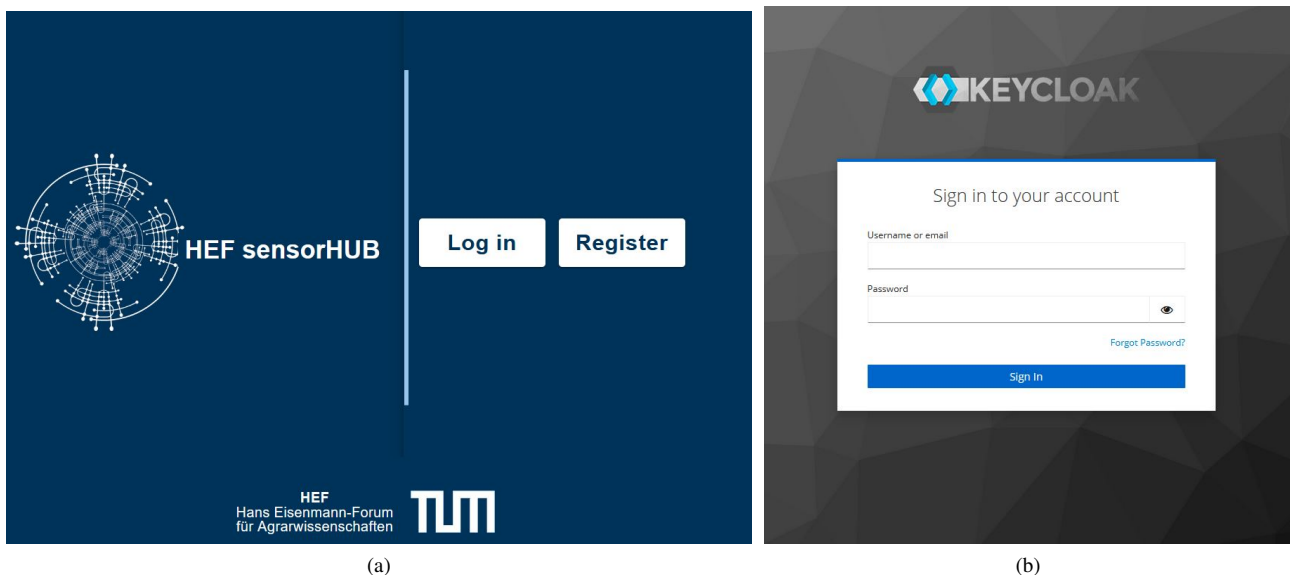 HEF sensorHUB
Log in
Register
HEF
Hans Eisenmann-Forum
für Agrarwissenschaften
TUM
(a)
KEYCLOAK
Sign in to your account
Username or email
Password
Forgot Password?
Sign In
(b)